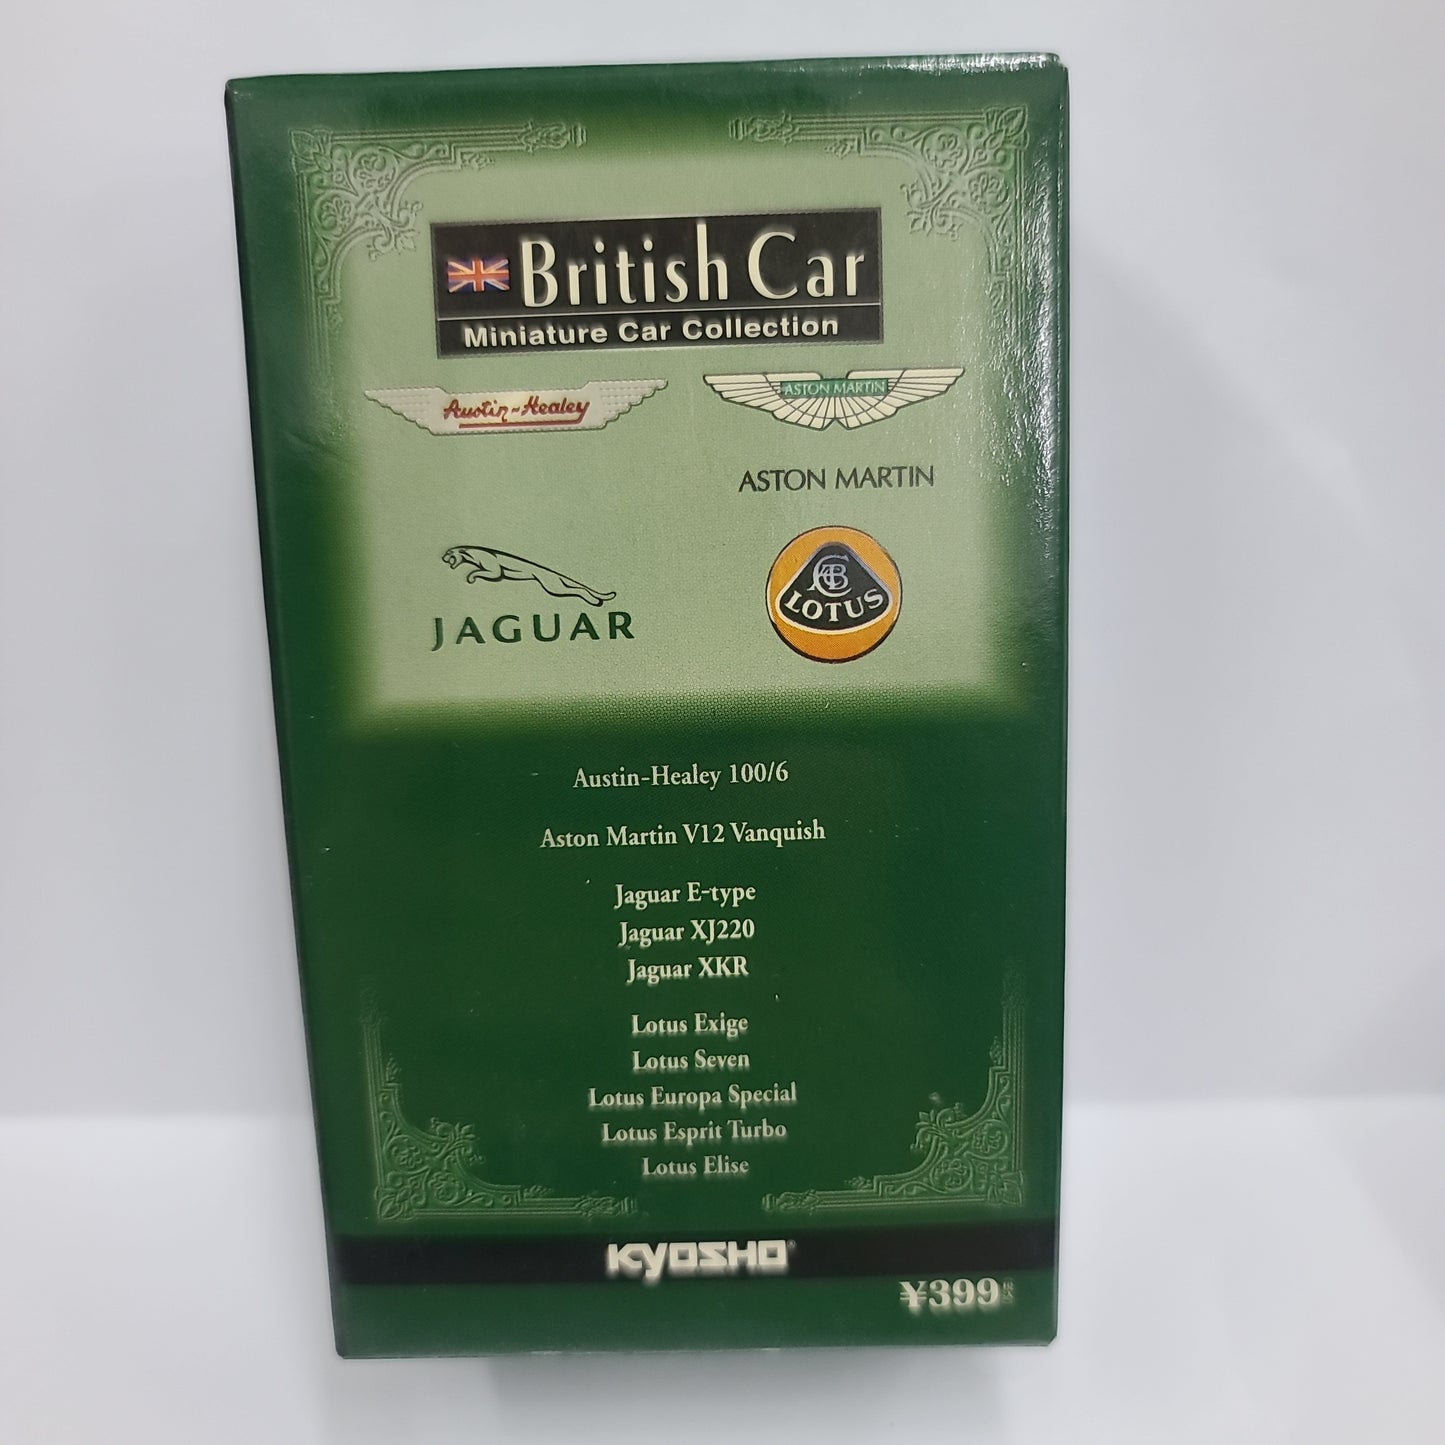 British Car
Miniature Car Collection
Austin-Healey
ASTON MARTIN
ASTON MARTIN
JAGUAR
LOTUS
Austin-Healey 100/6
Aston Martin V12 Vanquish
Jaguar E-type
Jaguar XJ220
Jaguar XKR
Lotus Exige
Lotus Seven
Lotus Europa Special
Lotus Esprit Turbo
Lotus Elise
KYOSHO®
¥399